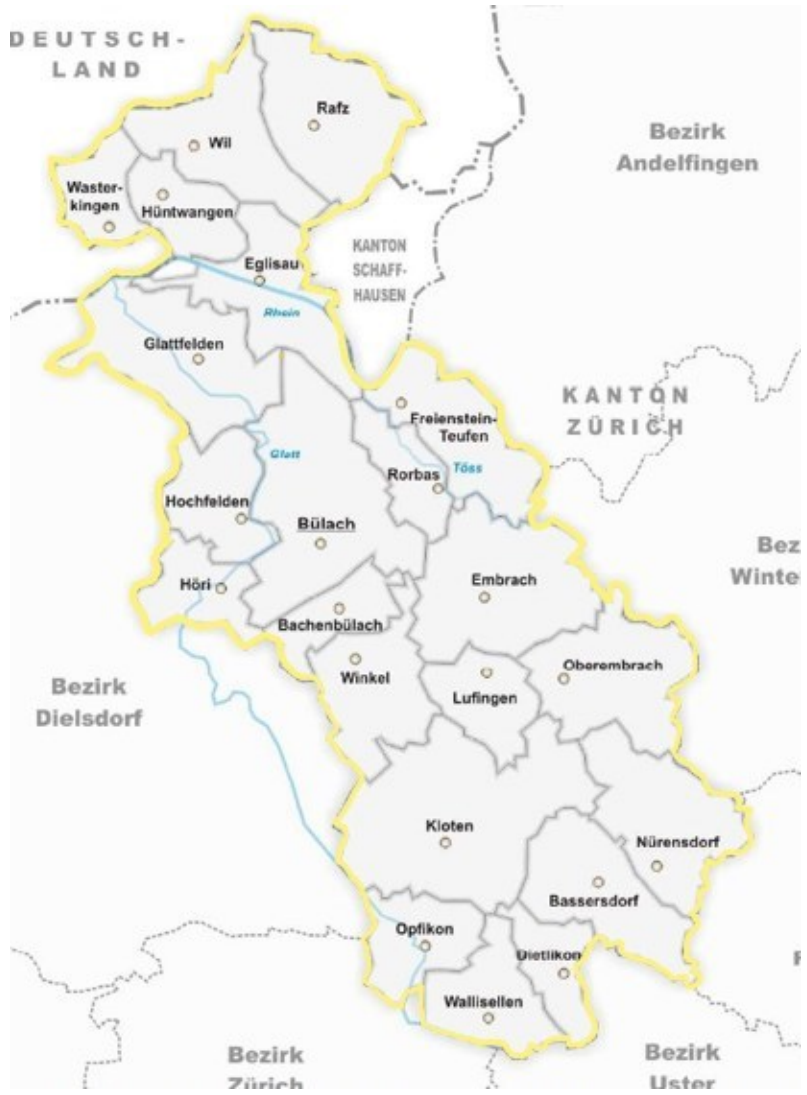 DEUTSCH-
LAND
Rafz
Bezirk
Andelfingen
Wil
Waster-
kingen
Hüntwangen
Eglisau
KANTON
SCHAFF-
HAUSEN
Rhein
Glattfelden
KANTON
ZÜRICH
Freienstein-
Teufen
Glatt
Töss
Rorbas
Hochfelden
Bülach
Höri
Embrach
Bachenbülach
Oberembrach
Winkel
Lufingen
Bezirk
Dielsdorf
Kloten
Nürensdorf
Bassersdorf
Opfikon
Dietlikon
Wallisellen
Bezirk
Zürich
Bezirk
Uster